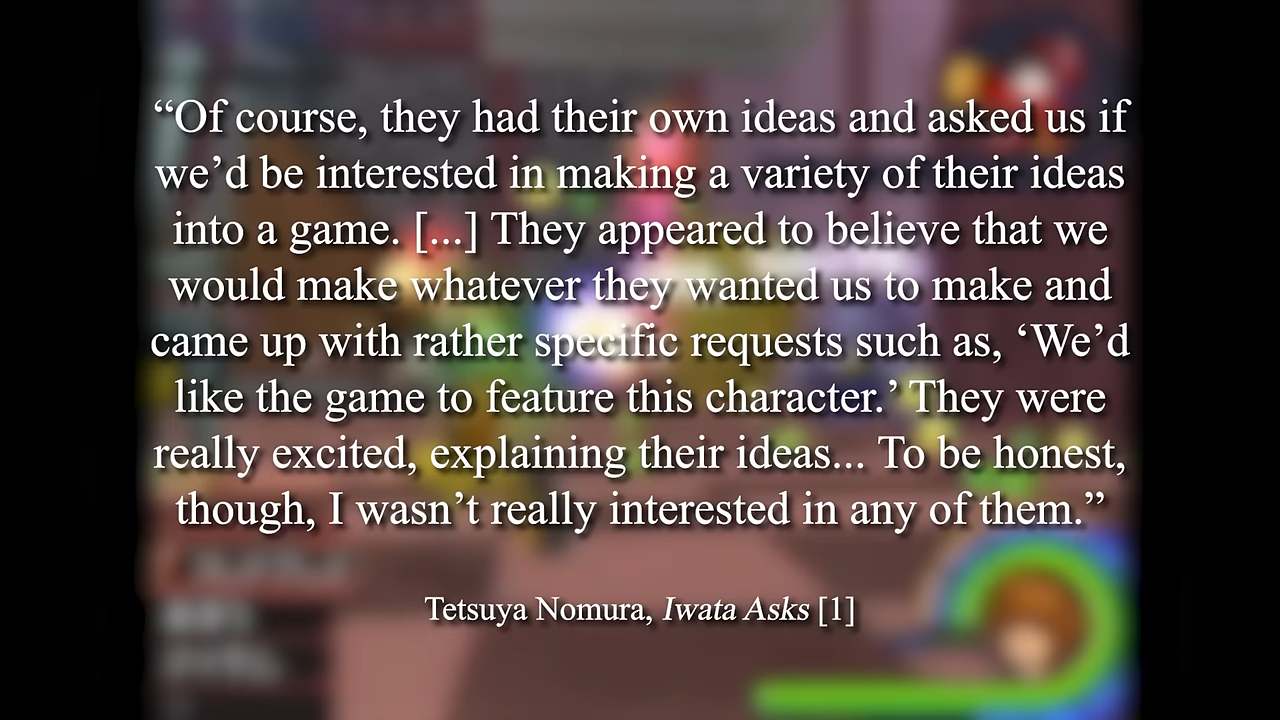 “Of course, they had their own ideas and asked us if
we’d be interested in making a variety of their ideas
into a game. [...] They appeared to believe that we
would make whatever they wanted us to make and
came up with rather specific requests such as, ‘We’d
like the game to feature this character.’ They were
really excited, explaining their ideas... To be honest,
though, I wasn’t really interested in any of them.”
Tetsuya Nomura, Iwata Asks [1]